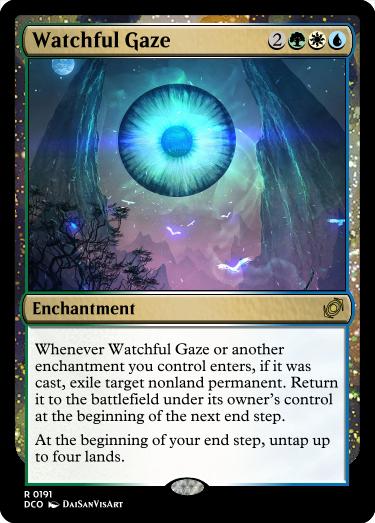 Watchful Gaze 2
Enchantment
Whenever Watchful Gaze or another
enchantment you control enters, if it was
cast, exile target nonland permanent. Return
it to the battlefield under its owner's control
at the beginning of the next end step.
At the beginning of your end step, untap up
to four lands.
R 0191
DCO DaiSanVisArt